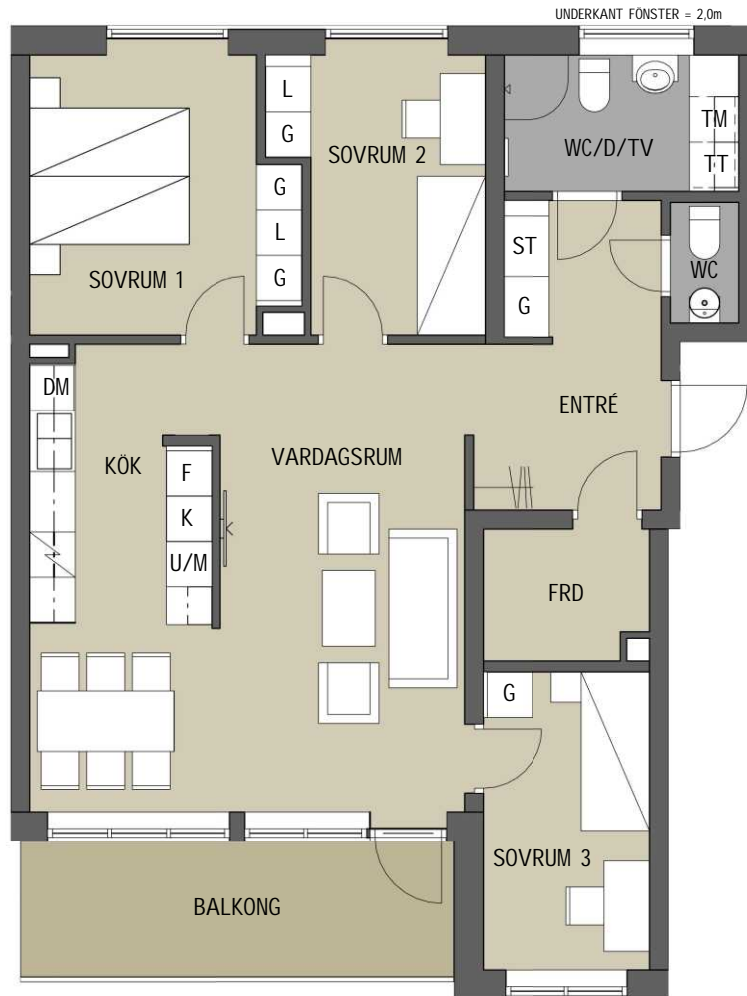 UNDERKANT FÖNSTER = 2,0m
L
G
SOVRUM 2
WC/D/TV
TM
TT
G
L
G
SOVRUM 1
ST
G
WC
DM
KÖK
F
K
U/M
VARDAGSRUM
ENTRÉ
FRD
G
SOVRUM 3
BALKONG